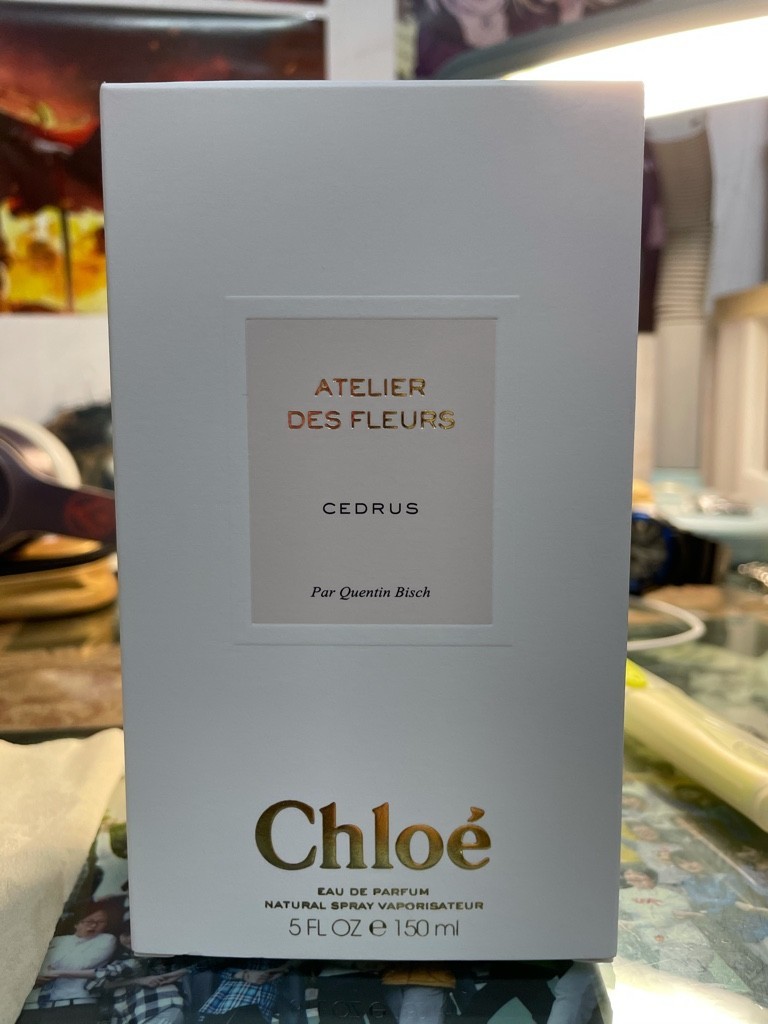 ATELIER
DES FLEURS
CEDRUS
Par Quentin Bisch
Chloé
EAU DE PARFUM
NATURAL SPRAY VAPORISATEUR
5 FL OZ ℮ 150 ml